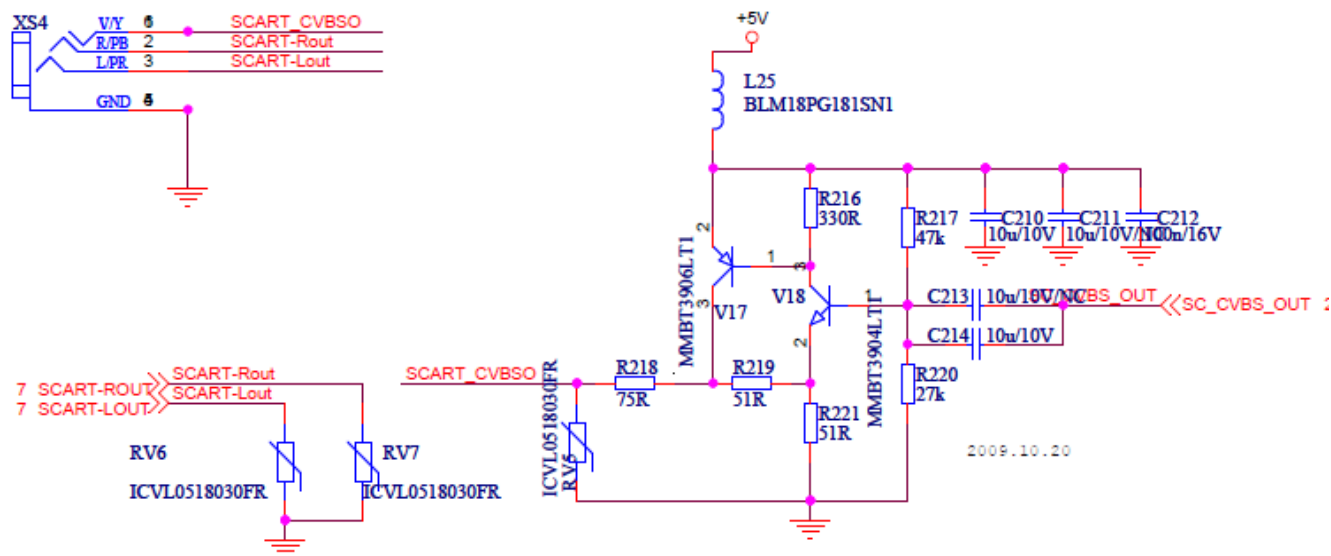 XS4
V/Y
SCART_CVBSO
R/PB 2 SCART-Rout
L/PR 3 SCART-Lout
GND
+5V
L25
BLM18PG181SN1
R216
330R
R217
47k
C210
10u/10V
C211
10u/10V/NC
C212
100n/16V
2
1
3
3
V17
MMBT3906LT1
V18
1
2
MMBT3904LT1
C213
10u/10V/NC
SC_CVBS_OUT 2
C214
10u/10V
R220
27k
SCART_CVBSO
R218
75R
R219
51R
R221
51R
ICVL0518030FR
RV5
2009.10.20
7 SCART-ROUT
SCART-Rout
7 SCART-LOUT
SCART-Lout
RV6
ICVL0518030FR
RV7
ICVL0518030FR